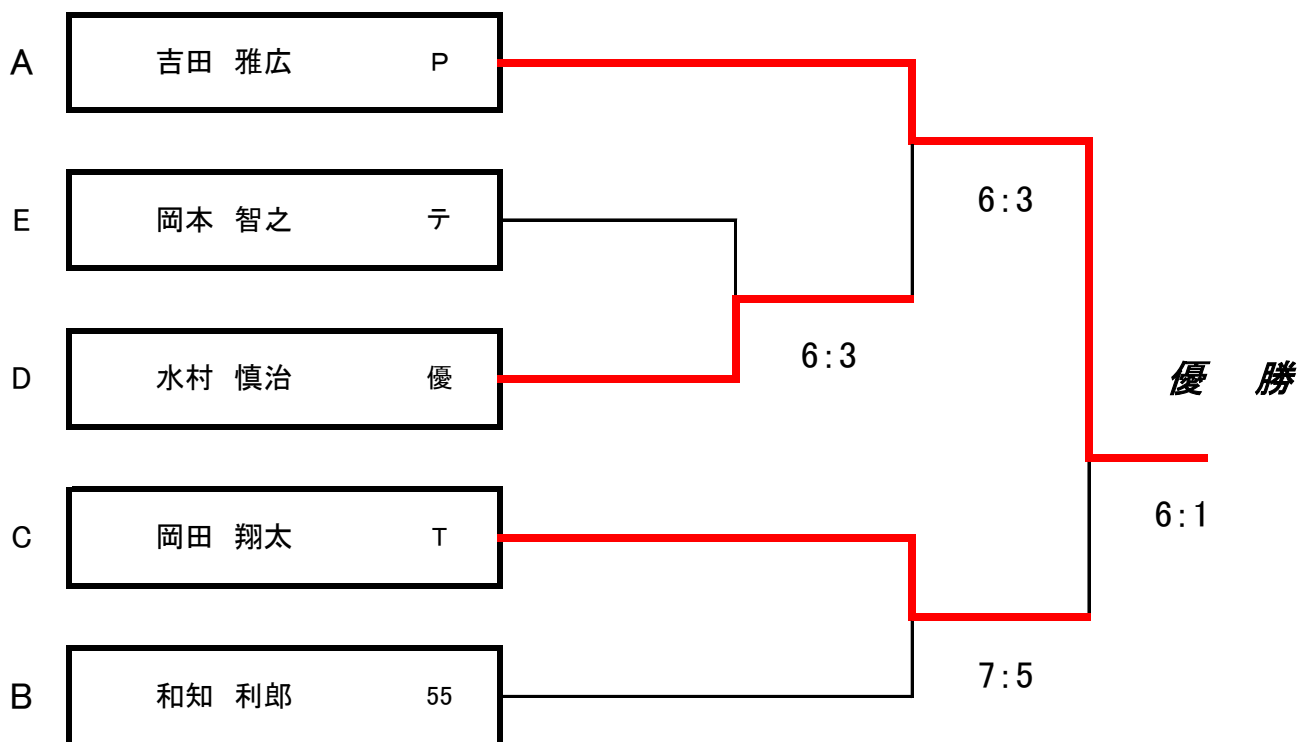 A 吉田 雅広 P
6:3
E 岡本 智之 テ
6:3
D 水村 慎治 優
優 勝
C 岡田 翔太 T
6:1
B 和知 利郎 55
7:5